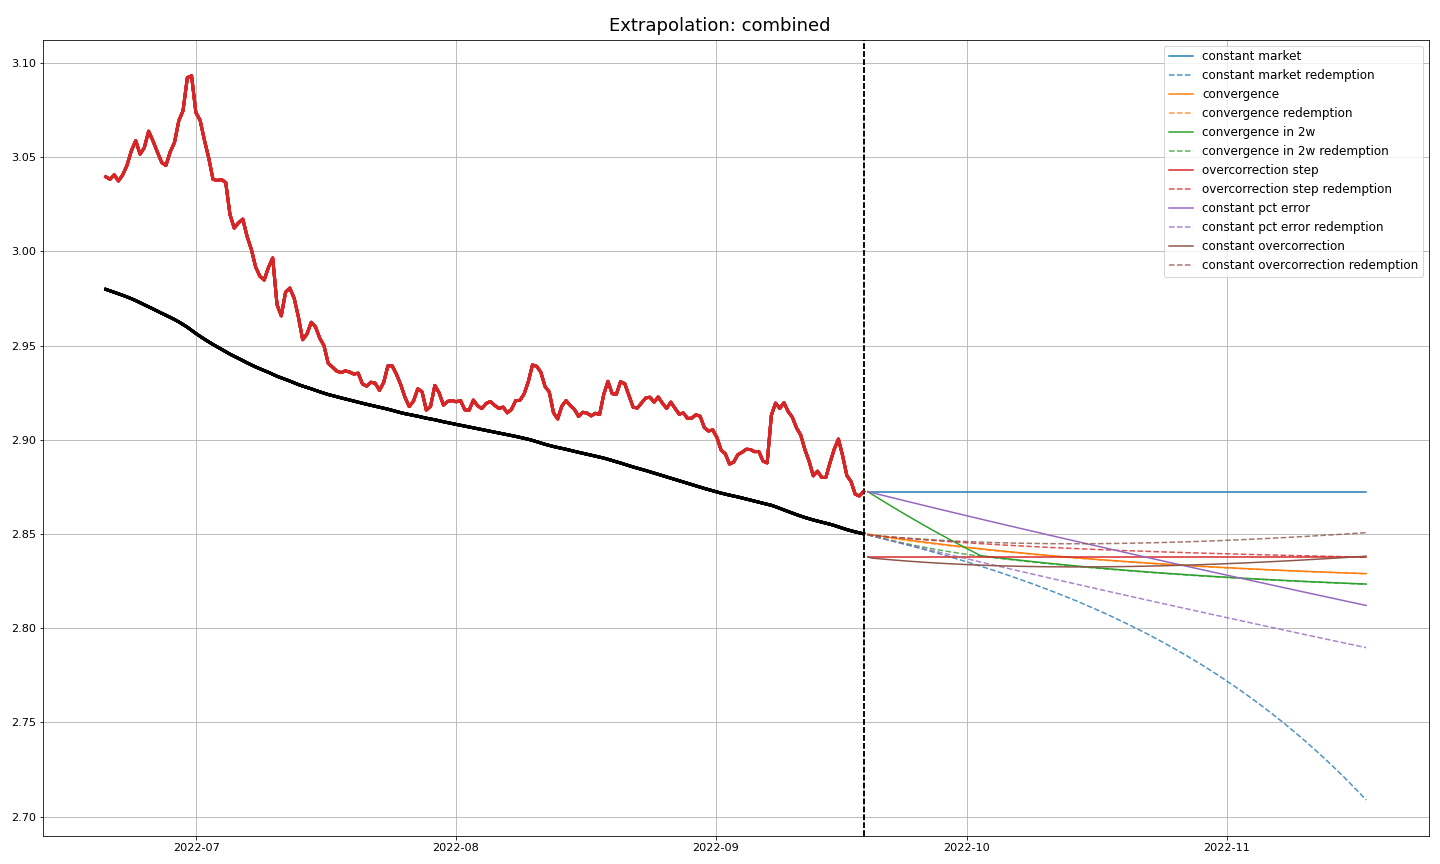 Extrapolation: combined
3.10
3.05
3.00
2.95
2.90
2.85
2.80
2.75
2.70
constant market
constant market redemption
convergence
convergence redemption
convergence in 2w
convergence in 2w redemption
overcorrection step
overcorrection step redemption
constant pct error
constant pct error redemption
constant overcorrection
constant overcorrection redemption
2022-07 2022-08 2022-09 2022-10 2022-11